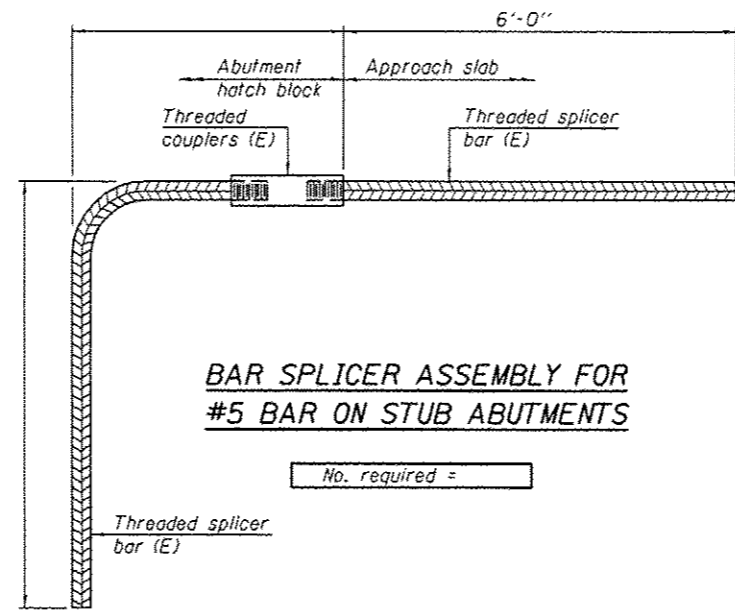 6'-0"
Abutment
hatch block
Approach slab
Threaded
couplers (E)
Threaded splicer
bar (E)
BAR SPLICER ASSEMBLY FOR
#5 BAR ON STUB ABUTMENTS
No. required =
Threaded splicer
bar (E)